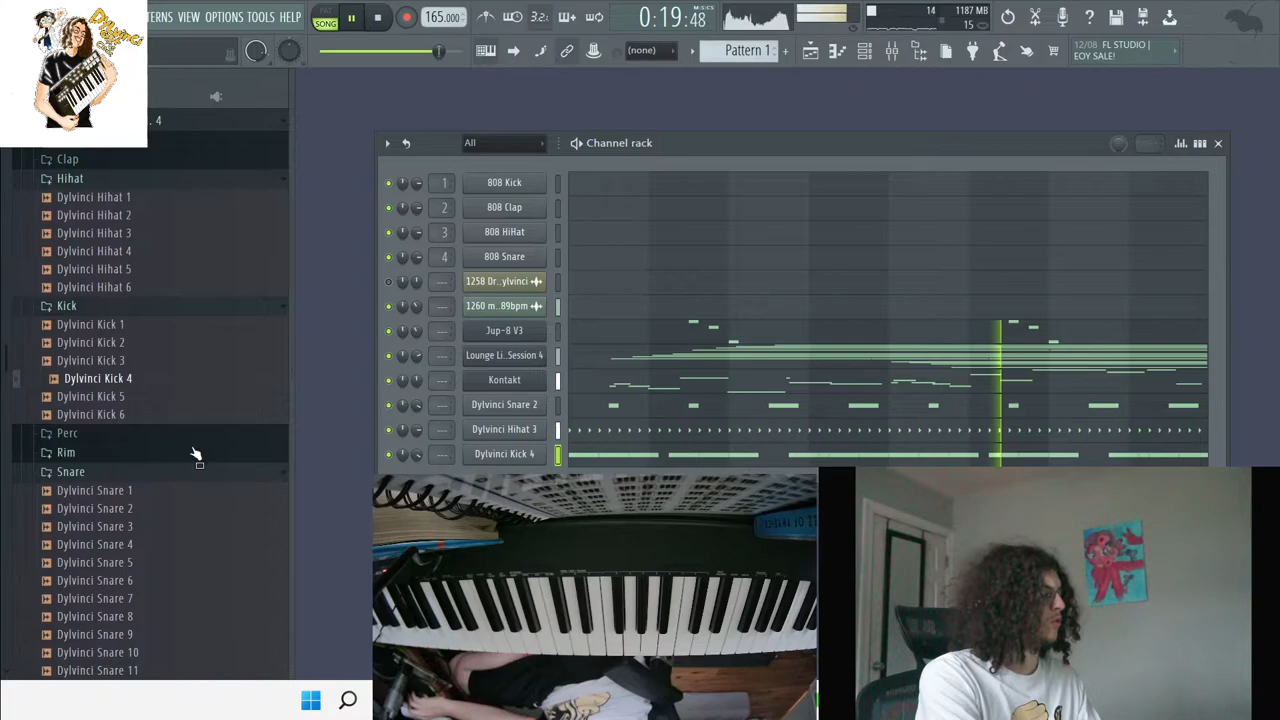 Dylvinci
TTERNS VIEW OPTIONS TOOLS HELP
PAT
SONG
165.000
3.2
0:19:48
M:S:CS
14
1187 MB
15
12/08 FL STUDIO |
EOY SALE!
(none)
Pattern 1
. 4
Clap
Hihat
Dylvinci Hihat 1
Dylvinci Hihat 2
Dylvinci Hihat 3
Dylvinci Hihat 4
Dylvinci Hihat 5
Dylvinci Hihat 6
Kick
Dylvinci Kick 1
Dylvinci Kick 2
Dylvinci Kick 3
Dylvinci Kick 4
Dylvinci Kick 5
Dylvinci Kick 6
Perc
Rim
Snare
Dylvinci Snare 1
Dylvinci Snare 2
Dylvinci Snare 3
Dylvinci Snare 4
Dylvinci Snare 5
Dylvinci Snare 6
Dylvinci Snare 7
Dylvinci Snare 8
Dylvinci Snare 9
Dylvinci Snare 10
Dylvinci Snare 11
All
Channel rack
1 808 Kick
2 808 Clap
3 808 HiHat
4 808 Snare
--- 1258 Dr..ylvinci
--- 1260 m..89bpm
--- Jup-8 V3
--- Lounge Li..Session 4
--- Kontakt
--- Dylvinci Snare 2
--- Dylvinci Hihat 3
--- Dylvinci Kick 4